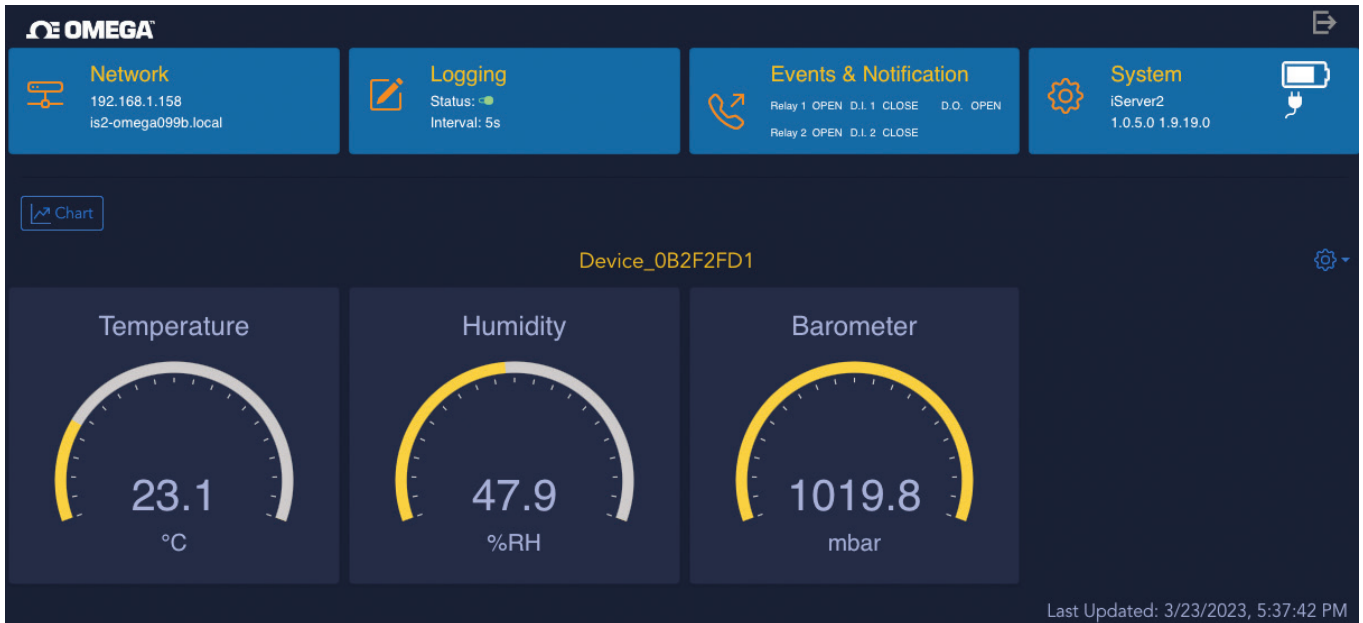 OMEGA™
Network
192.168.1.158
is2-omega099b.local
Logging
Status:
Interval: 5s
Events & Notification
Relay 1 OPEN D.I. 1 CLOSE D.O. OPEN
Relay 2 OPEN D.I. 2 CLOSE
System
iServer2
1.0.5.0 1.9.19.0
Chart
Device_0B2F2FD1
Temperature
23.1
°C
Humidity
47.9
%RH
Barometer
1019.8
mbar
Last Updated: 3/23/2023, 5:37:42 PM